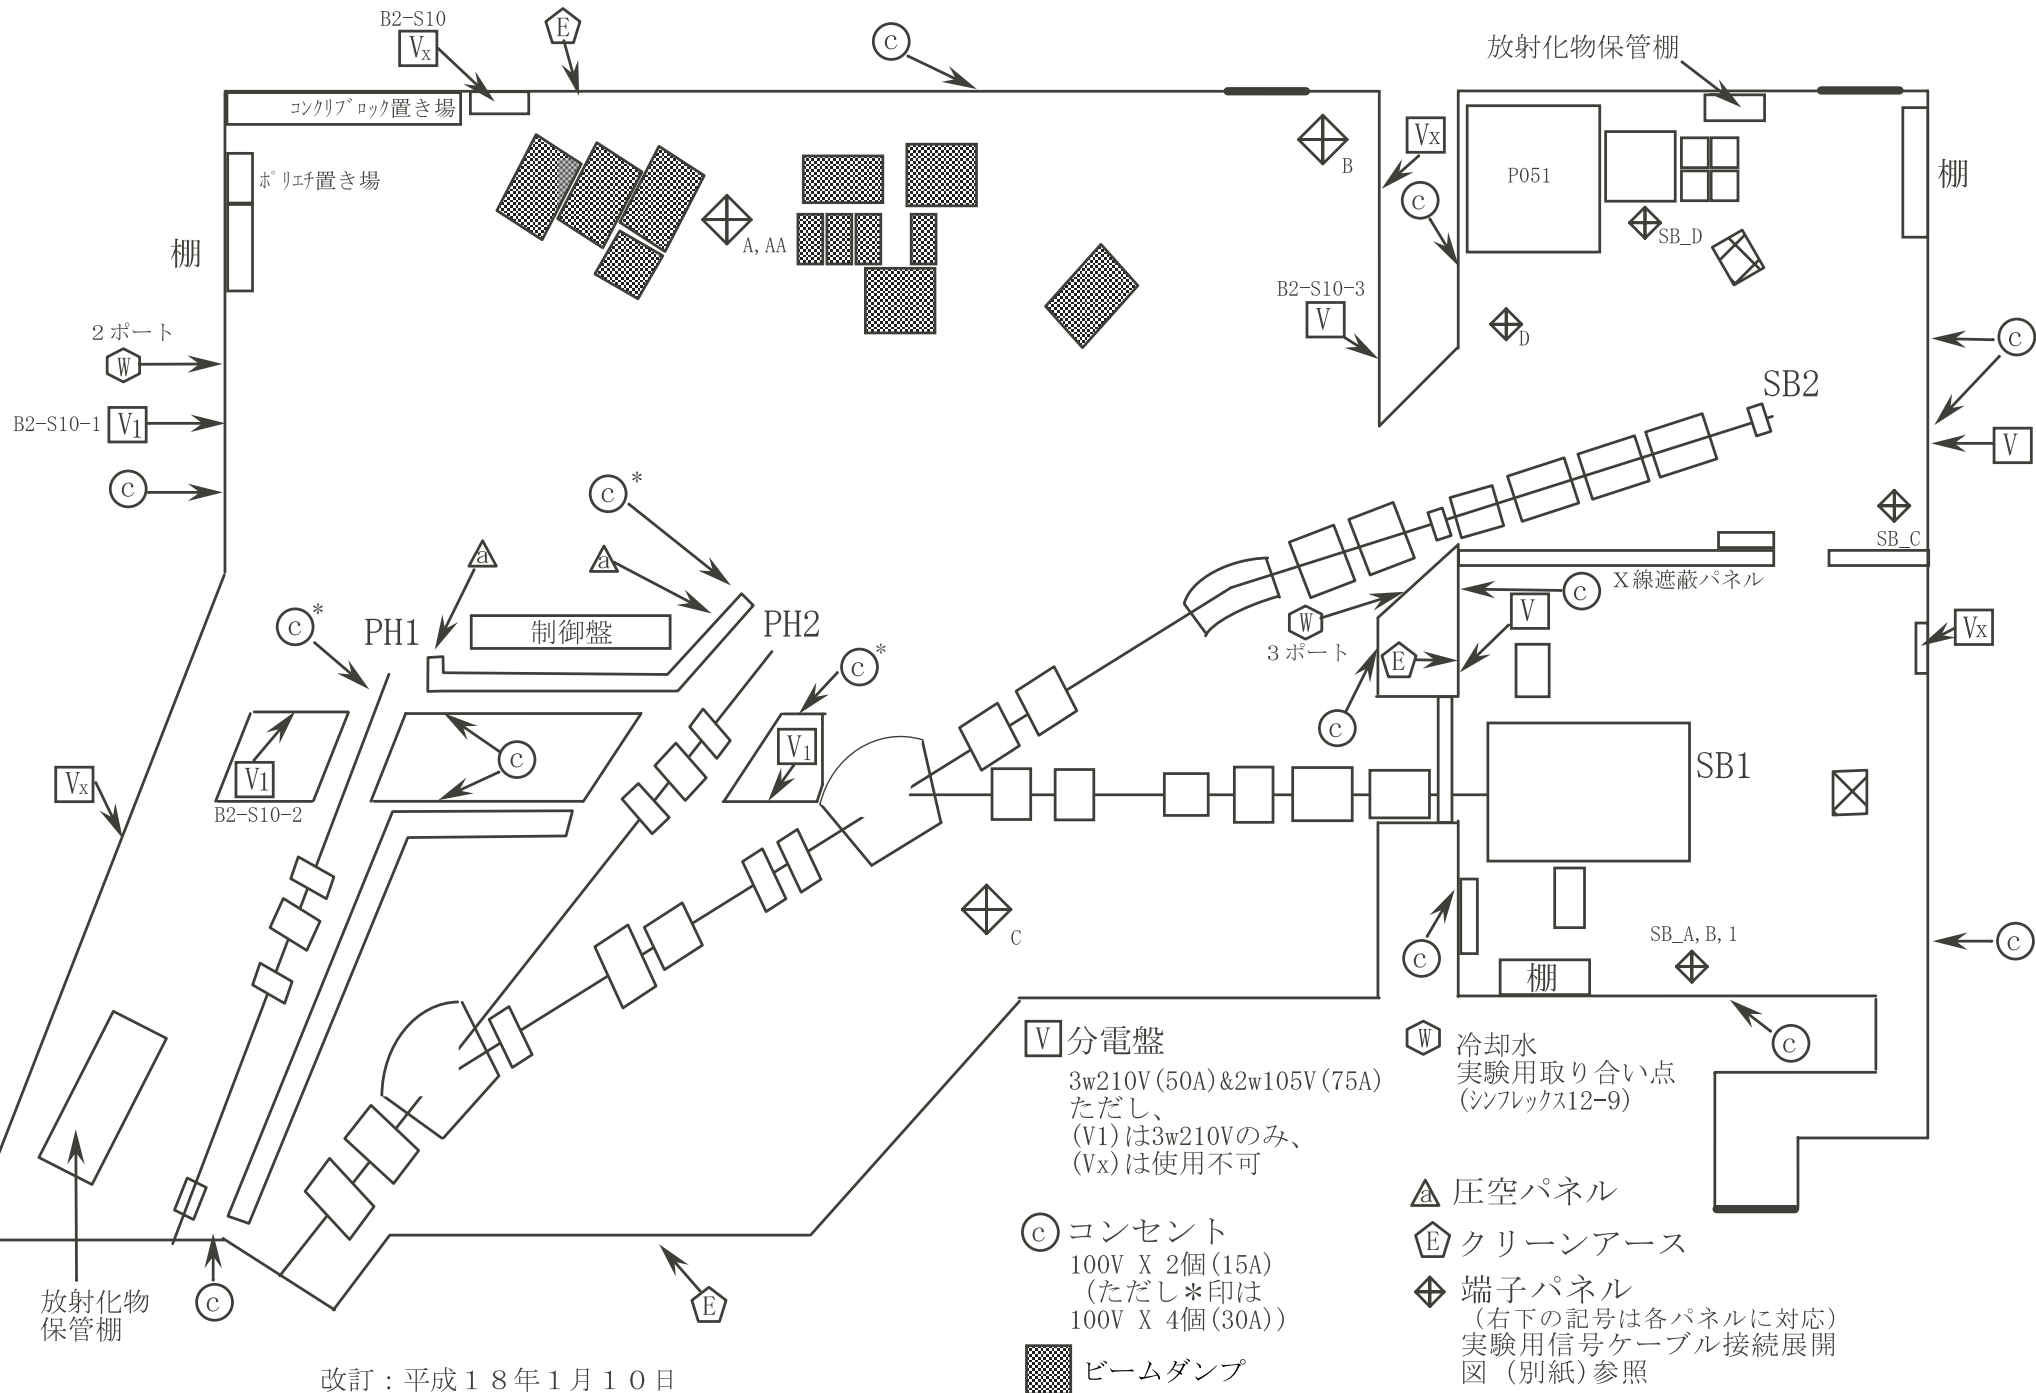 B2-S10
Vx
E
c
放射化物保管棚
コンクリブロック置き場
ポリエチ置き場
棚
A, AA
B
Vx
c
P051
SB_D
棚
B2-S10-3
V
D
2ポート
W
B2-S10-1
V1
c
c
SB2
V
SB_C
c*
a
a
c*
PH1
制御盤
PH2
c*
W
3ポート
E
c
X線遮蔽パネル
c
V
Vx
Vx
V1
B2-S10-2
c
V1
SB1
C
c
SB_A, B, 1
棚
c
c
放射化物
保管棚
c
E
V 分電盤
3w210V(50A)&2w105V(75A)
ただし、
(V1)は3w210Vのみ、
(Vx)は使用不可
c コンセント
100V X 2個(15A)
(ただし＊印は
100V X 4個(30A))
ビームダンプ
W 冷却水
実験用取り合い点
(シンフレックス12-9)
a 圧空パネル
E クリーンアース
端子パネル
(右下の記号は各パネルに対応)
実験用信号ケーブル接続展開
図 (別紙)参照
改訂：平成１８年１月１０日